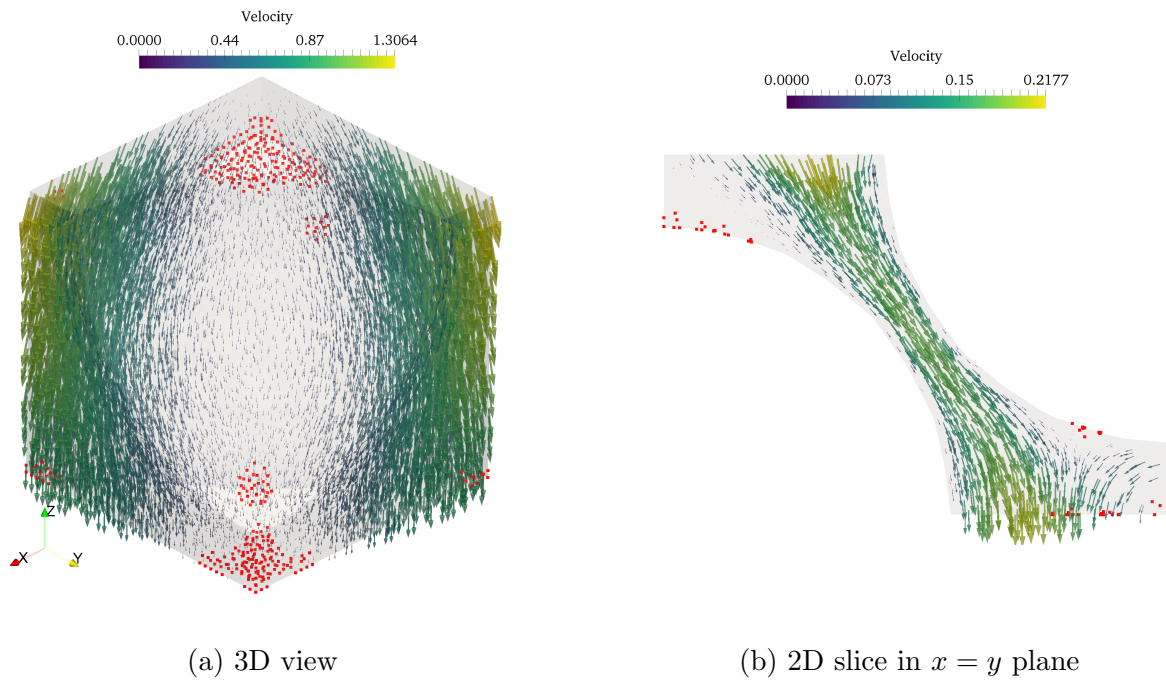 Velocity
0.0000 0.44 0.87 1.3064
Velocity
0.0000 0.073 0.15 0.2177
Z
X Y
(a) 3D view
(b) 2D slice in x = y plane